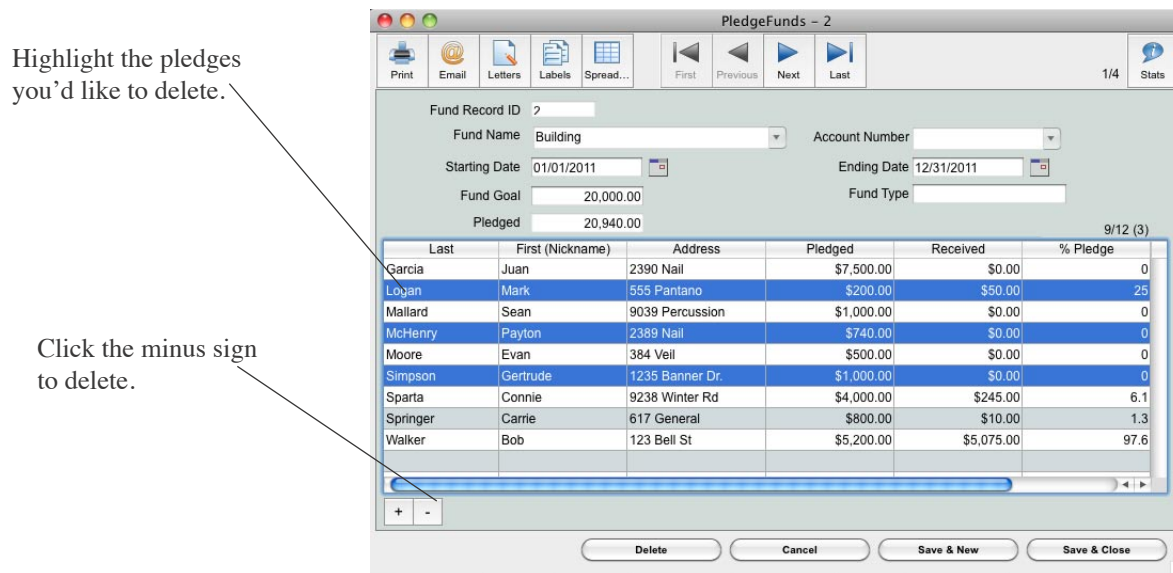 Highlight the pledges
you’d like to delete.
Click the minus sign
to delete.
PledgeFunds – 2
Print Email Letters Labels Spread... First Previous Next Last 1/4 Stats
Fund Record ID 2
Fund Name Building Account Number
Starting Date 01/01/2011 Ending Date 12/31/2011
Fund Goal 20,000.00 Fund Type
Pledged 20,940.00
9/12 (3)
Last First (Nickname) Address Pledged Received % Pledge
Garcia Juan 2390 Nail $7,500.00 $0.00 0
Logan Mark 555 Pantano $200.00 $50.00 25
Mallard Sean 9039 Percussion $1,000.00 $0.00 0
McHenry Payton 2389 Nail $740.00 $0.00 0
Moore Evan 384 Veil $500.00 $0.00 0
Simpson Gertrude 1235 Banner Dr. $1,000.00 $0.00 0
Sparta Connie 9238 Winter Rd $4,000.00 $245.00 6.1
Springer Carrie 617 General $800.00 $10.00 1.3
Walker Bob 123 Bell St $5,200.00 $5,075.00 97.6
+ -
Delete Cancel Save & New Save & Close